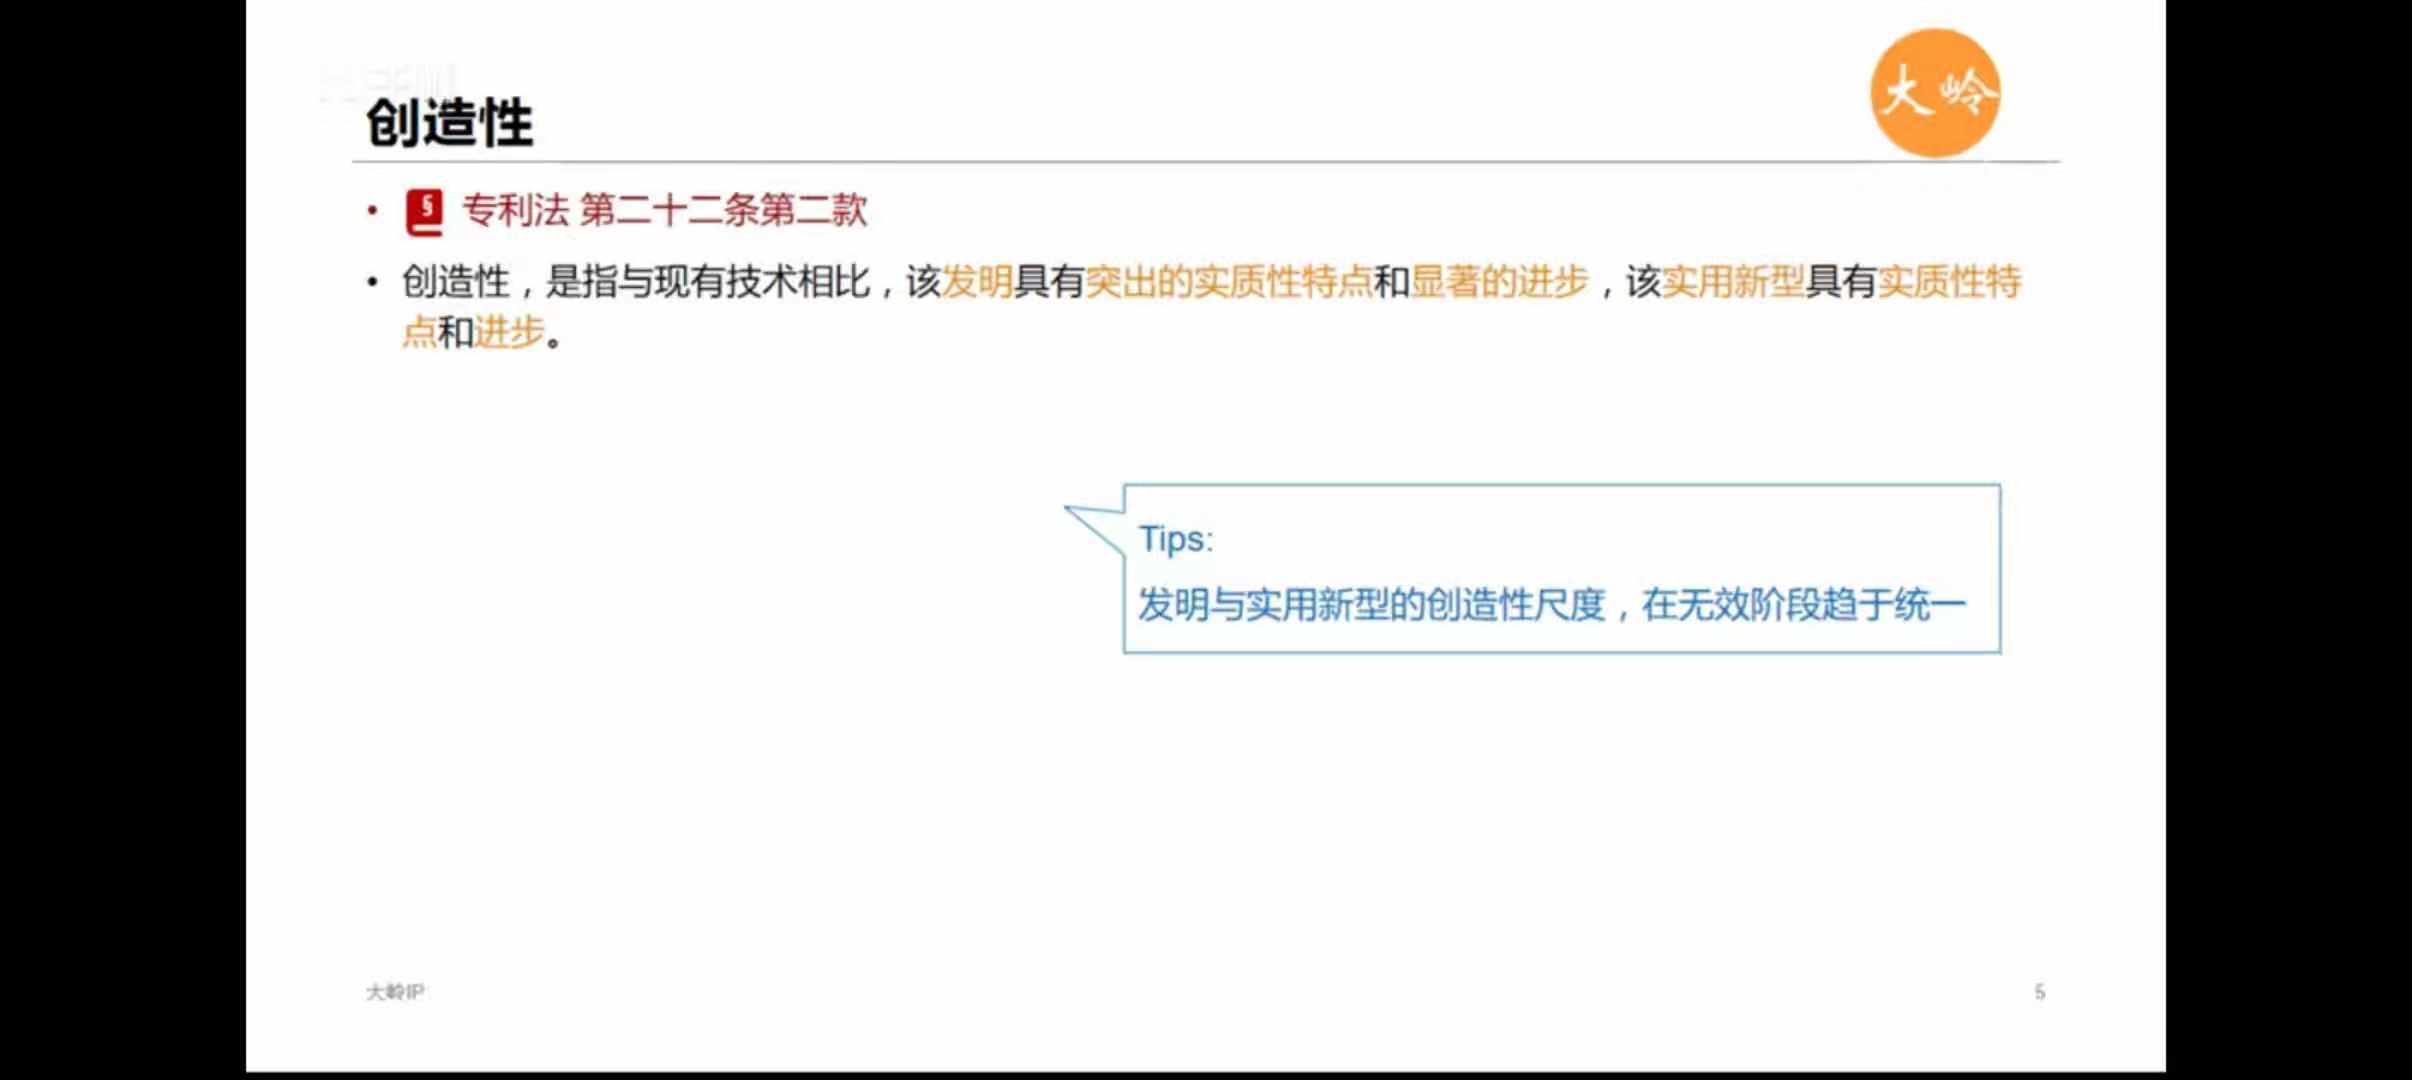 创造性
大岭
• § 专利法 第二十二条第二款
• 创造性，是指与现有技术相比，该发明具有突出的实质性特点和显著的进步，该实用新型具有实质性特
点和进步。
Tips:
发明与实用新型的创造性尺度，在无效阶段趋于统一
大岭IP
5